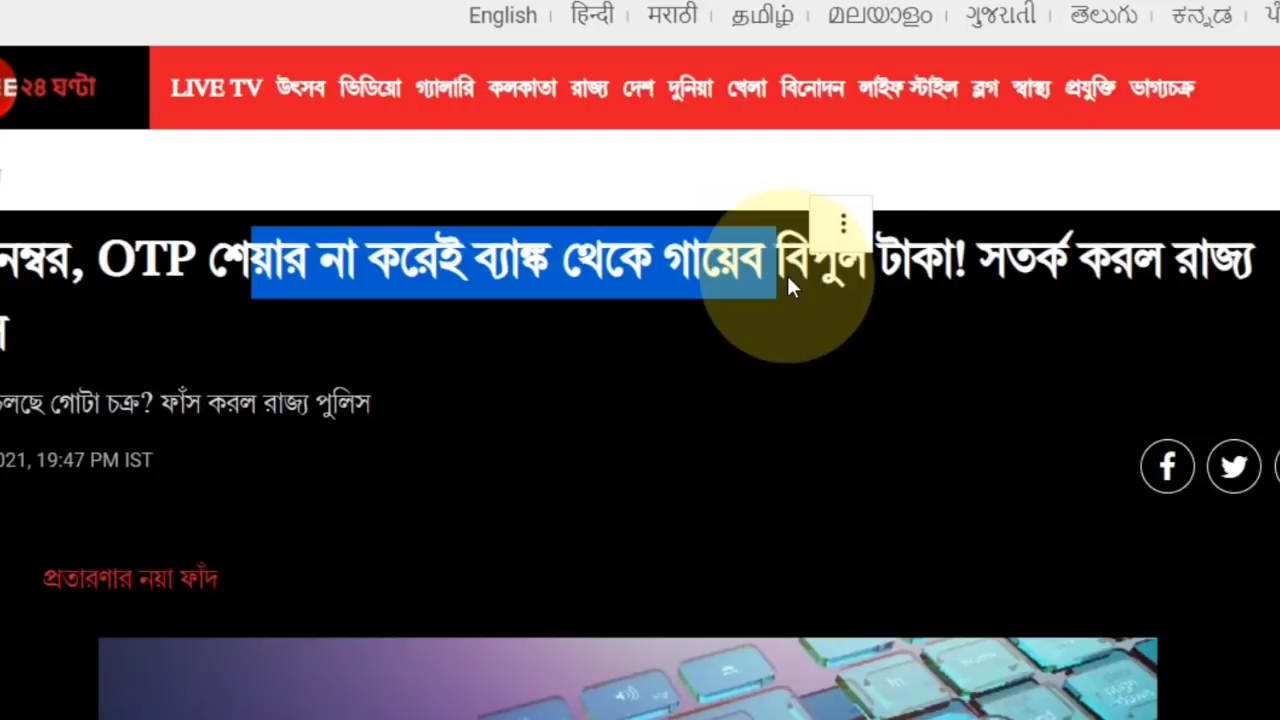 English हिन्दी मराठी தமிழ் മലയാളം ગુજરાતી తెలుగు ಕನ್ನಡ
২৪ ঘণ্টা LIVE TV উৎসব ভিডিয়ো গ্যালারি কলকাতা রাজ্য দেশ দুনিয়া খেলা বিনোদন লাইফ স্টাইল ব্লগ স্বাস্থ্য প্রযুক্তি ভাগ্যচক্র
নম্বর, OTP শেয়ার না করেই ব্যাঙ্ক থেকে গায়েব বিপুল টাকা! সতর্ক করল রাজ্য
গোটা চক্র? ফাঁস করল রাজ্য পুলিস
021, 19:47 PM IST
প্রতারণার নয়া ফাঁদ